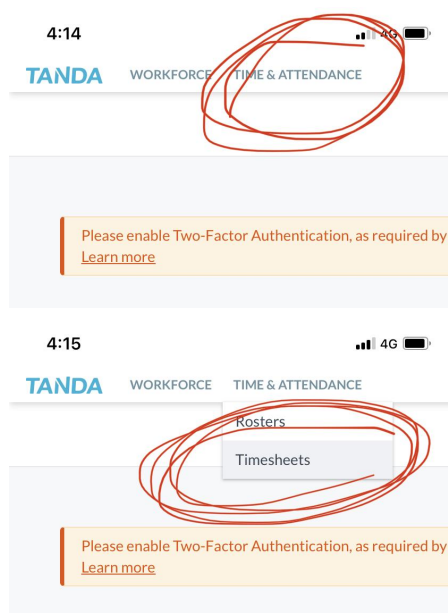 4:14 4G
TANDA WORKFORCE TIME & ATTENDANCE
Please enable Two-Factor Authentication, as required by
Learn more
4:15 4G
TANDA WORKFORCE TIME & ATTENDANCE
Rosters
Timesheets
Please enable Two-Factor Authentication, as required by
Learn more